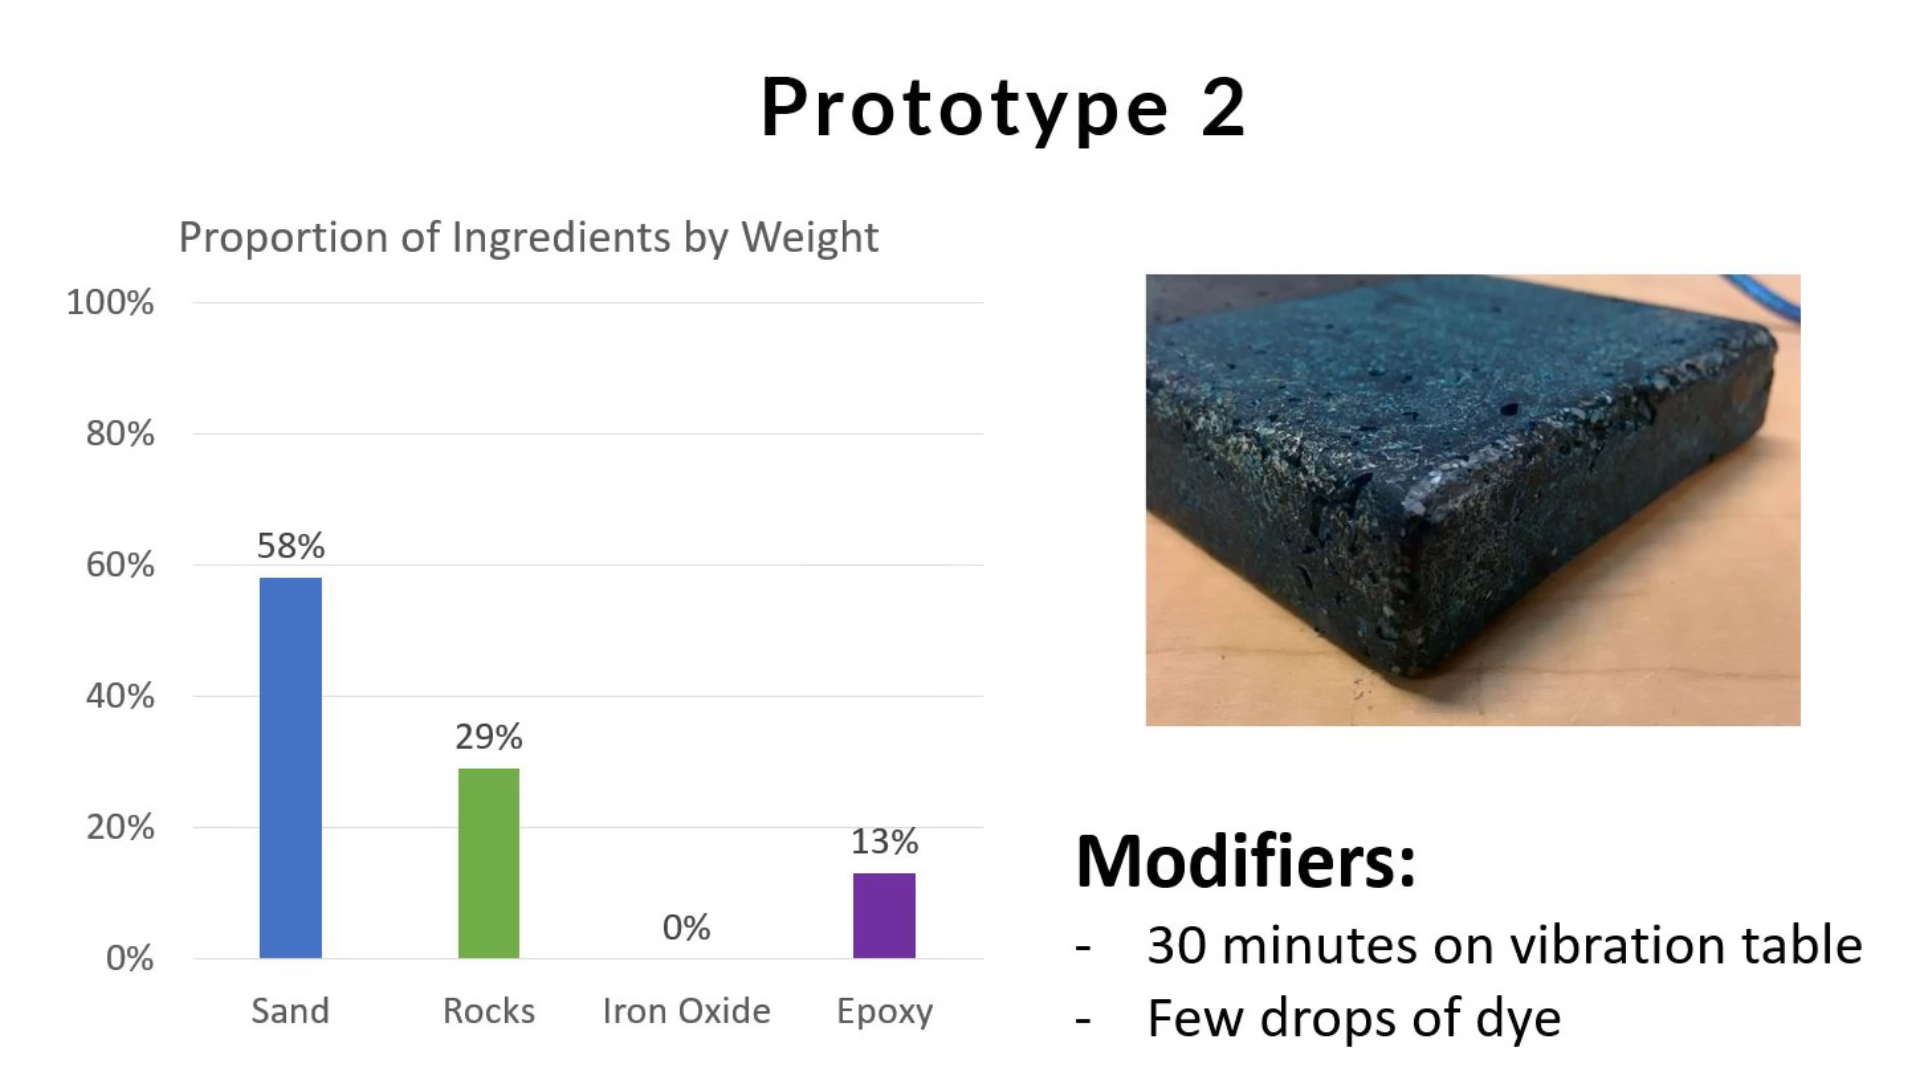 Prototype 2
Proportion of Ingredients by Weight
100%
80%
60%
40%
20%
0%
58%
29%
0%
13%
Sand
Rocks
Iron Oxide
Epoxy
Modifiers:
- 30 minutes on vibration table
- Few drops of dye